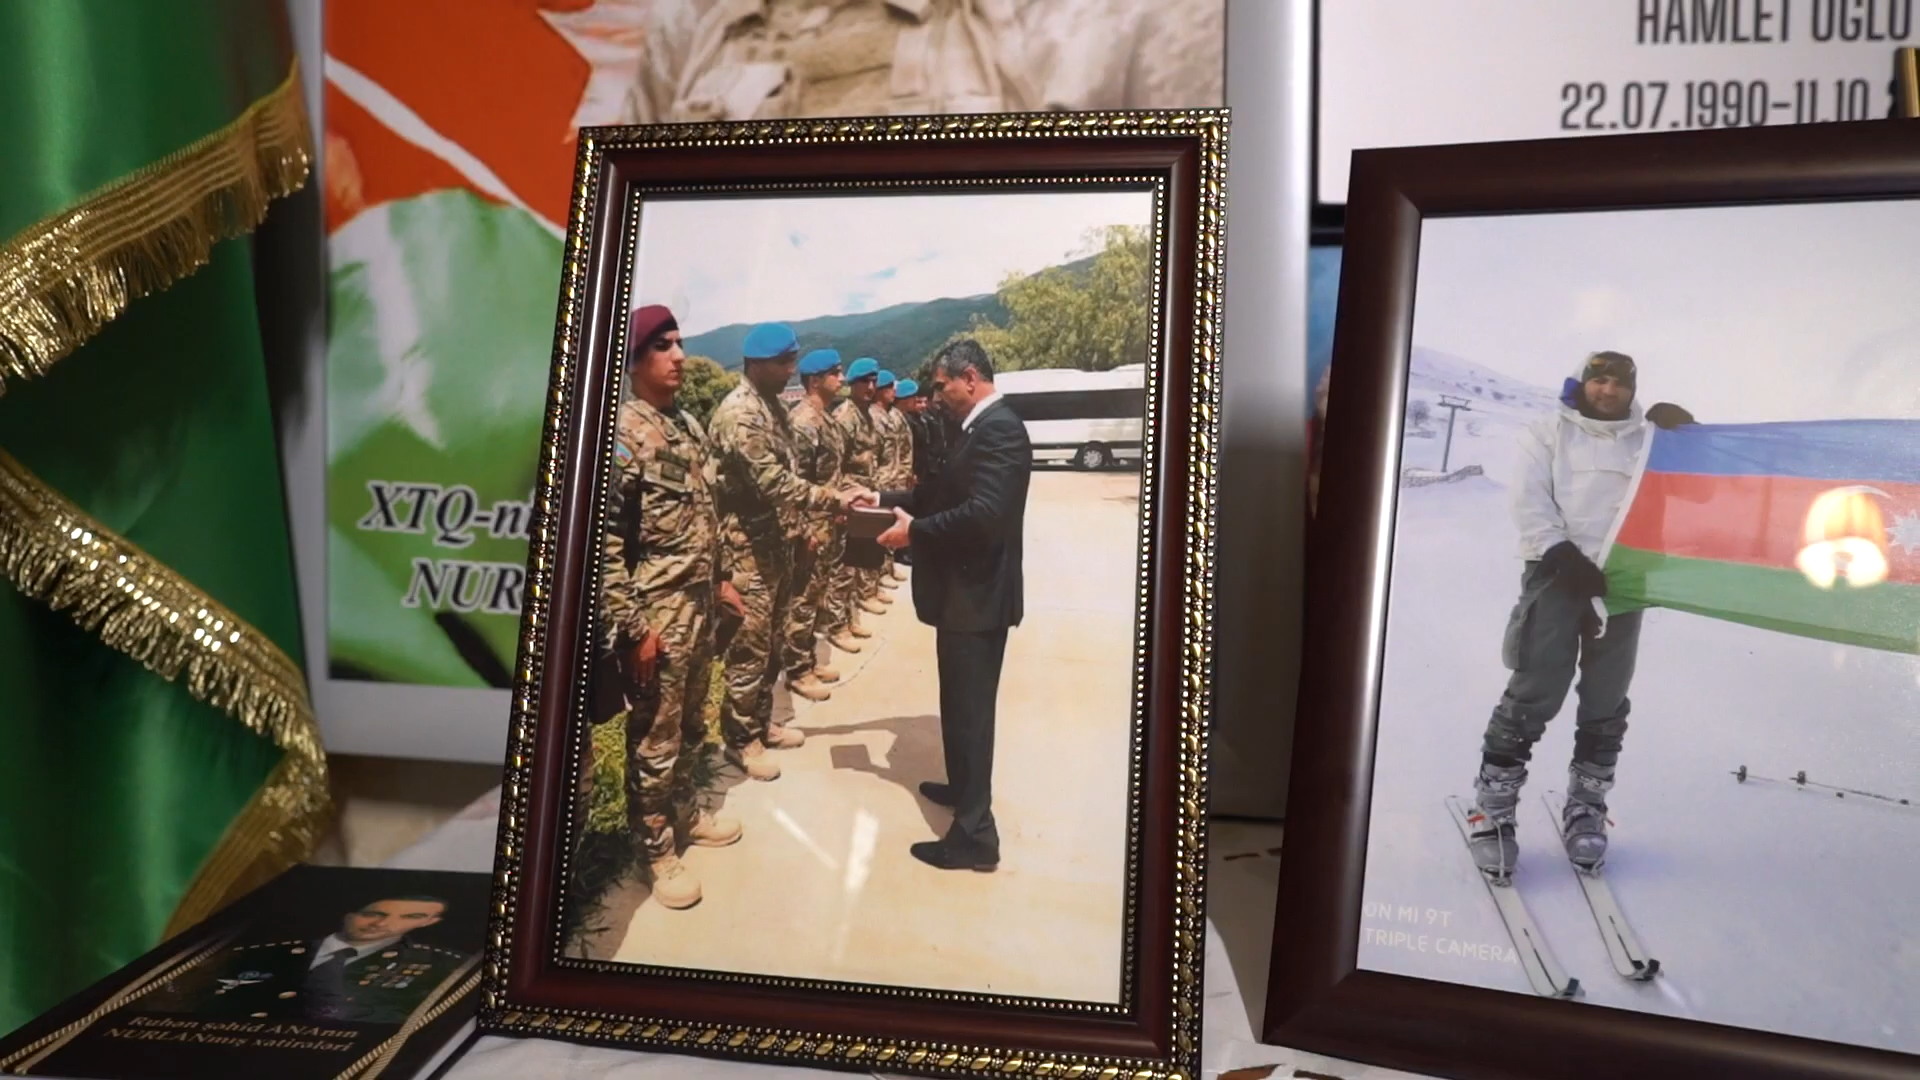 HAMLET OGLU
22.07.1990-11.10
XTQ-ni
NUR
Ruhən şəhid ANAnın
NURLANmış xatirələri
ON MI 9T
TRIPLE CAMERA